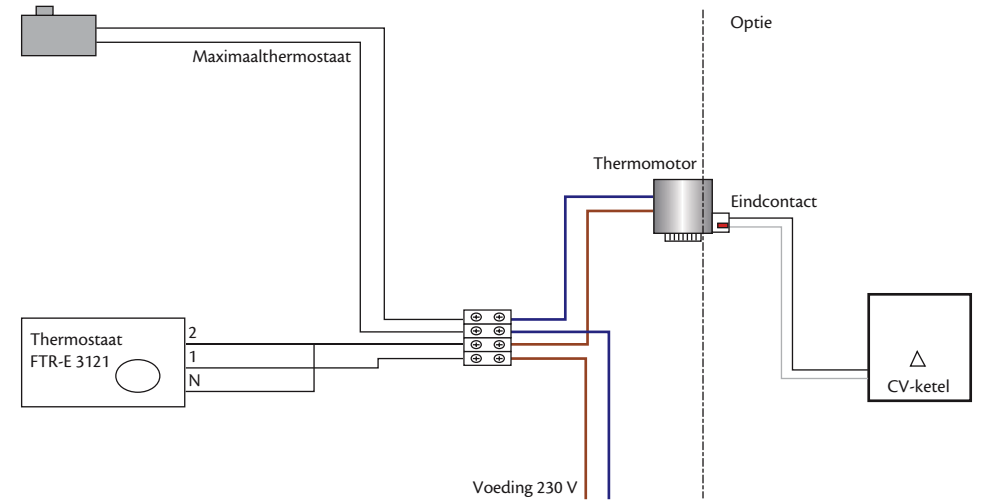 Optie
Maximaalthermostaat
Thermomotor
Eindcontact
Thermostaat
FTR-E 3121
2
1
N
CV-ketel
Voeding 230 V